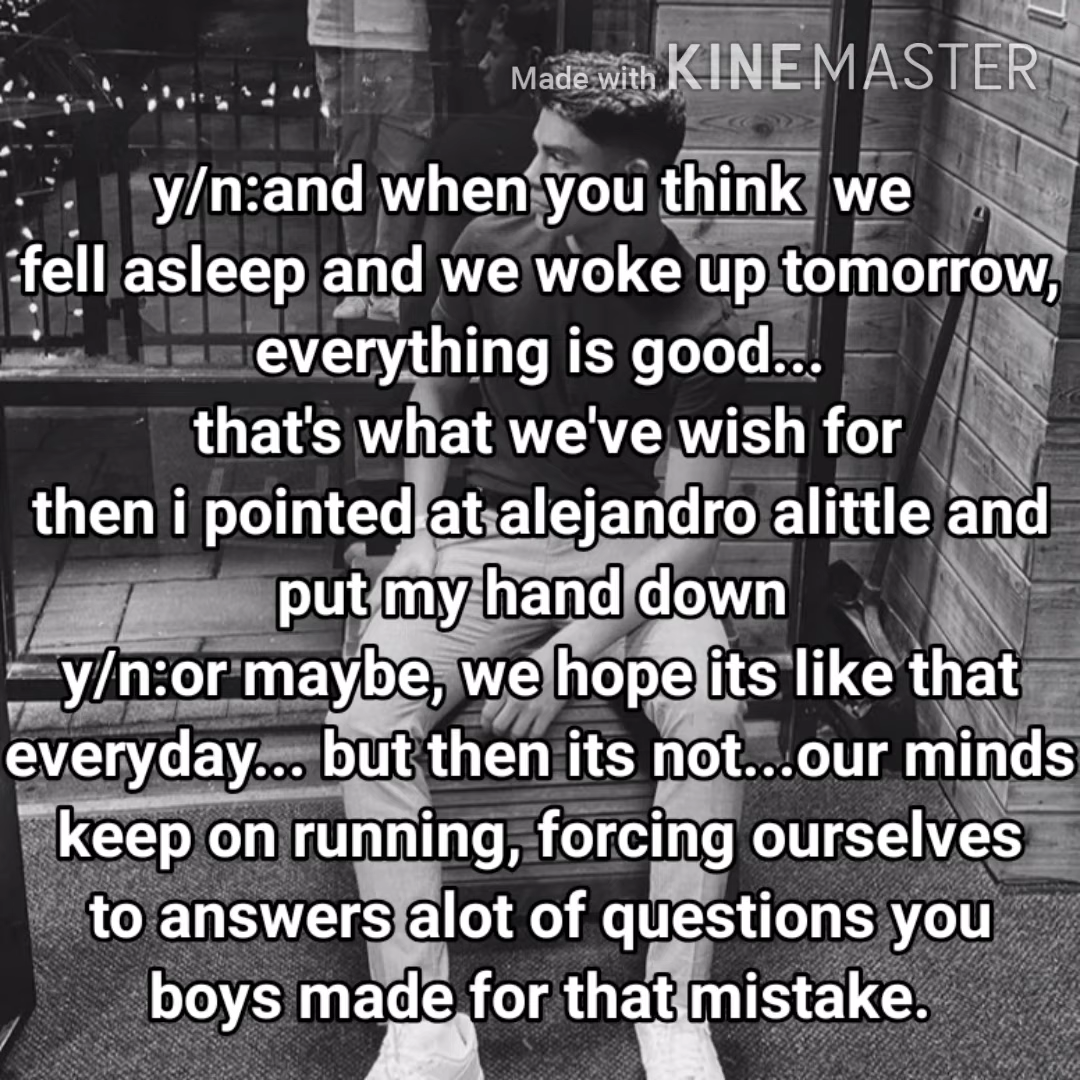 Made with KINEMASTER
y/n:and when you think we
fell asleep and we woke up tomorrow,
everything is good...
that's what we've wish for
then i pointed at alejandro alittle and
put my hand down
y/n:or maybe, we hope its like that
everyday... but then its not...our minds
keep on running, forcing ourselves
to answers alot of questions you
boys made for that mistake.